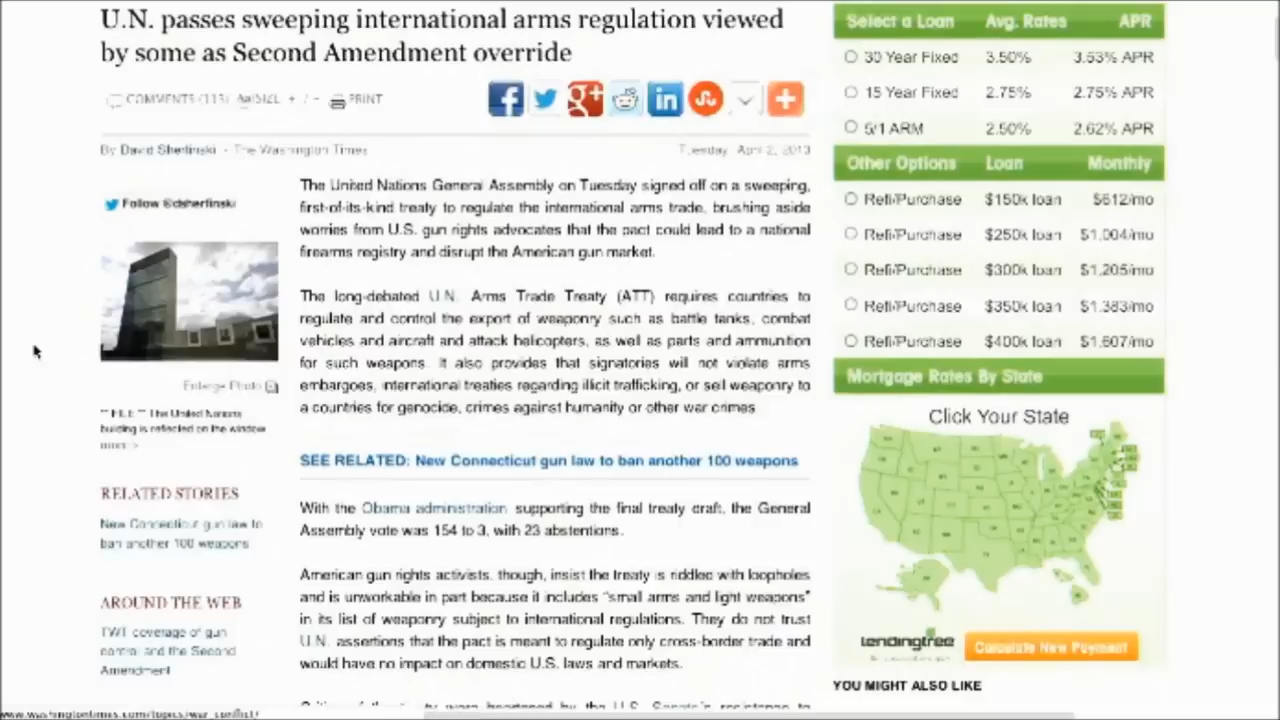 U.N. passes sweeping international arms regulation viewed
by some as Second Amendment override
COMMENTS (113)
SIZE + / -
PRINT
By David Sherfinski - The Washington Times
Tuesday, April 2, 2013
Follow @dsherfinski
Enlarge Photo
** FILE ** The United Nations
building is reflected on the window
more >
RELATED STORIES
New Connecticut gun law to
ban another 100 weapons
AROUND THE WEB
TWT coverage of gun
control and the Second
Amendment
The United Nations General Assembly on Tuesday signed off on a sweeping,
first-of-its-kind treaty to regulate the international arms trade, brushing aside
worries from U.S. gun rights advocates that the pact could lead to a national
firearms registry and disrupt the American gun market.
The long-debated U.N. Arms Trade Treaty (ATT) requires countries to
regulate and control the export of weaponry such as battle tanks, combat
vehicles and aircraft and attack helicopters, as well as parts and ammunition
for such weapons. It also provides that signatories will not violate arms
embargoes, international treaties regarding illicit trafficking, or sell weaponry to
a countries for genocide, crimes against humanity or other war crimes
SEE RELATED: New Connecticut gun law to ban another 100 weapons
With the Obama administration supporting the final treaty draft, the General
Assembly vote was 154 to 3, with 23 abstentions.
American gun rights activists, though, insist the treaty is riddled with loopholes
and is unworkable in part because it includes "small arms and light weapons"
in its list of weaponry subject to international regulations. They do not trust
U.N. assertions that the pact is meant to regulate only cross-border trade and
would have no impact on domestic U.S. laws and markets.
Select a Loan Avg. Rates APR
30 Year Fixed 3.50% 3.53% APR
15 Year Fixed 2.75% 2.75% APR
5/1 ARM 2.50% 2.62% APR
Other Options Loan Monthly
Refi/Purchase $150k loan $612/mo
Refi/Purchase $250k loan $1,004/mo
Refi/Purchase $300k loan $1,205/mo
Refi/Purchase $350k loan $1,383/mo
Refi/Purchase $400k loan $1,607/mo
Mortgage Rates By State
Click Your State
lendingtree
Calculate New Payment
YOU MIGHT ALSO LIKE
www.washingtontimes.com/topics/war_conflict/